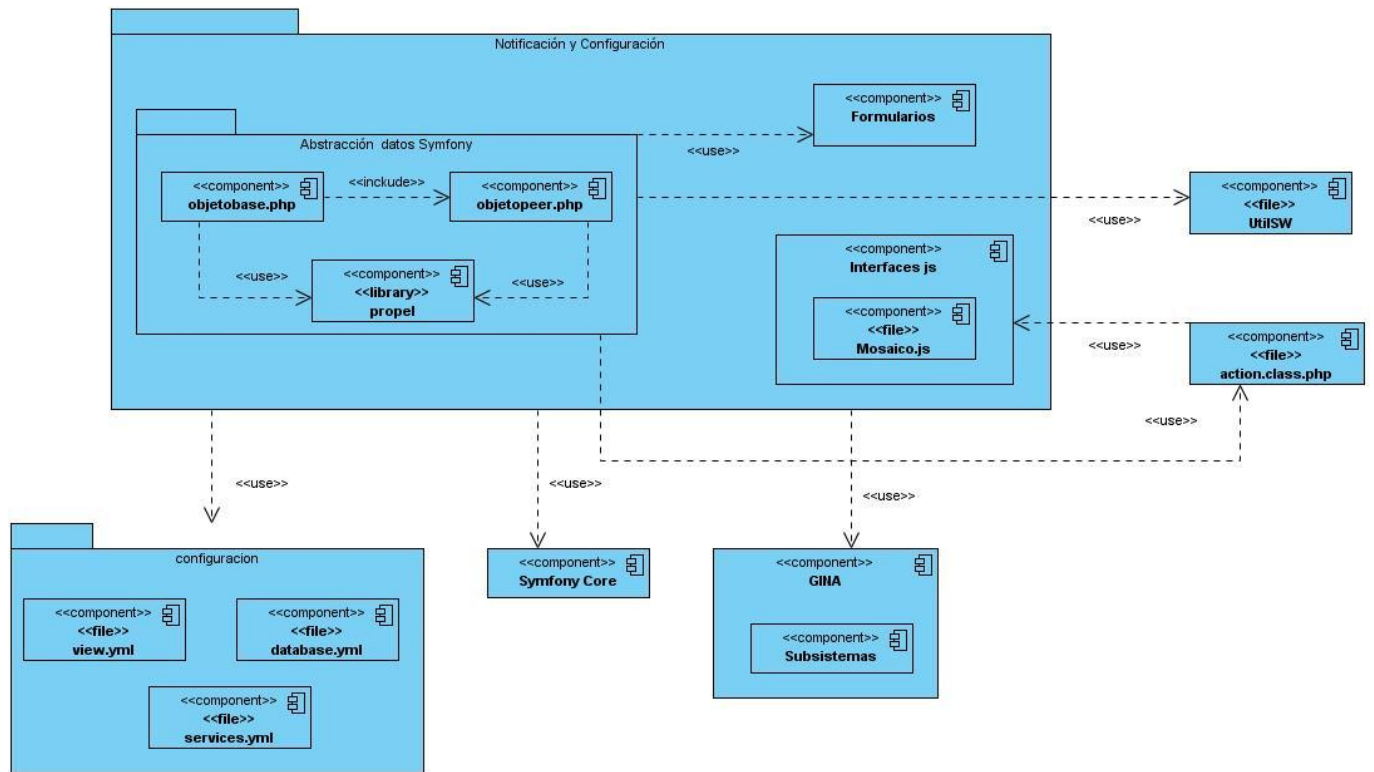 Notificación y Configuración
<<component>>
Formularios
<<use>>
Abstracción datos Symfony
<<component>>
objetobase.php
<<inckude>>
<<component>>
objetopeer.php
<<use>>
<<component>>
<<library>>
propel
<<use>>
<<component>>
Interfaces js
<<component>>
<<file>>
Mosaico.js
<<component>>
<<file>>
UtilSW
<<use>>
<<component>>
<<file>>
action.class.php
<<use>>
<<use>>
<<use>>
<<use>>
<<use>>
configuracion
<<component>>
<<file>>
view.yml
<<component>>
<<file>>
database.yml
<<component>>
<<file>>
services.yml
<<component>>
Symfony Core
<<component>>
GINA
<<component>>
Subsistemas